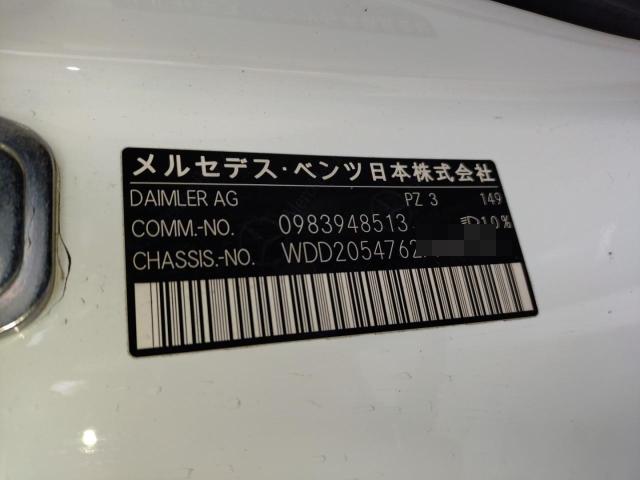 メルセデス・ベンツ日本株式会社
DAIMLER AG PZ 3 149
COMM.-NO. 0983948513 D10%
CHASSIS.-NO. WDD2054762